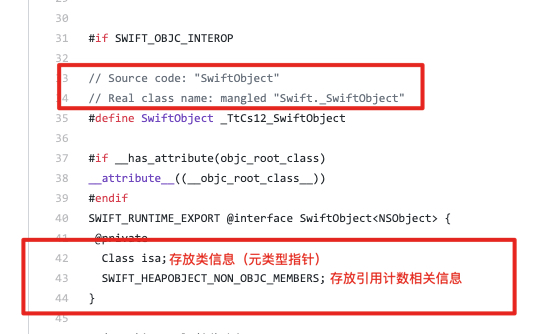 30
31 #if SWIFT_OBJC_INTEROP
32
33 // Source code: "SwiftObject"
34 // Real class name: mangled "Swift._SwiftObject"
35 #define SwiftObject _TtCs12_SwiftObject
36
37 #if __has_attribute(objc_root_class)
38 __attribute__((__objc_root_class__))
39 #endif
40 SWIFT_RUNTIME_EXPORT @interface SwiftObject<NSObject> {
41 @private
42 Class isa; 存放类信息（元类型指针）
43 SWIFT_HEAPOBJECT_NON_OBJC_MEMBERS; 存放引用计数相关信息
44 }
45